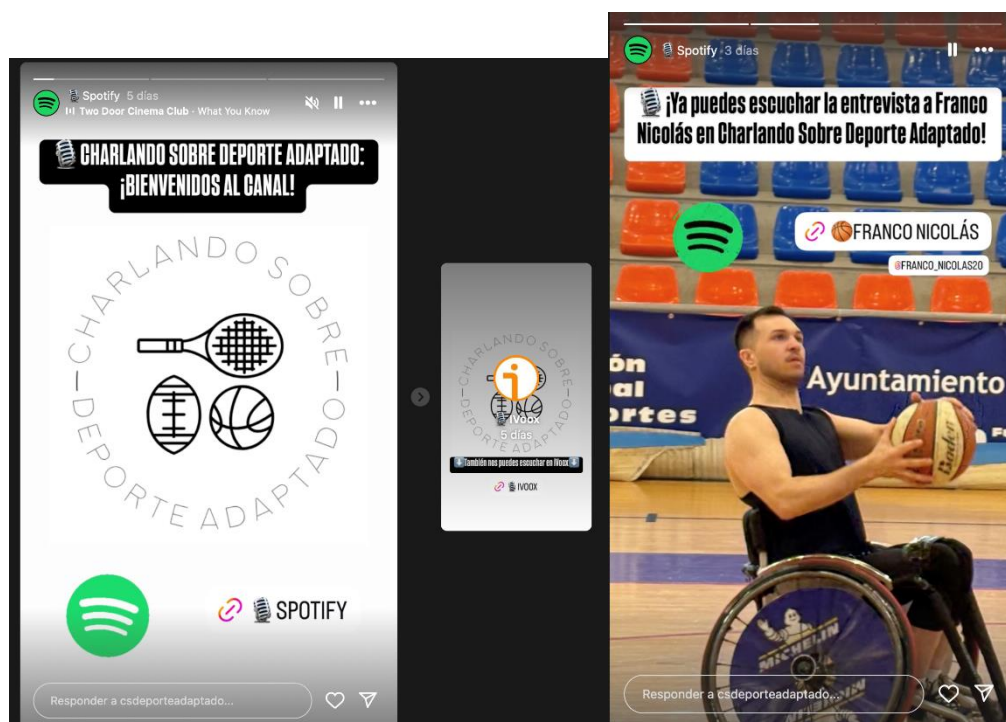 Spotify 5 días
Two Door Cinema Club - What You Know
CHARLANDO SOBRE DEPORTE ADAPTADO:
¡BIENVENIDOS AL CANAL!
CHARLANDO SOBRE
DEPORTE ADAPTADO
SPOTIFY
Responder a csdeporteadaptado...
CHARLANDO SOBRE
DEPORTE ADAPTADO
iVoox
5 días
También nos puedes escuchar en iVoox
IVOOX
Spotify 3 días
¡Ya puedes escuchar la entrevista a Franco
Nicolás en Charlando Sobre Deporte Adaptado!
FRANCO NICOLÁS
@FRANCO_NICOLAS20
ón
al
ortes
Ayuntamiento
Baden
MICHELIN
Responder a csdeporteadaptado...